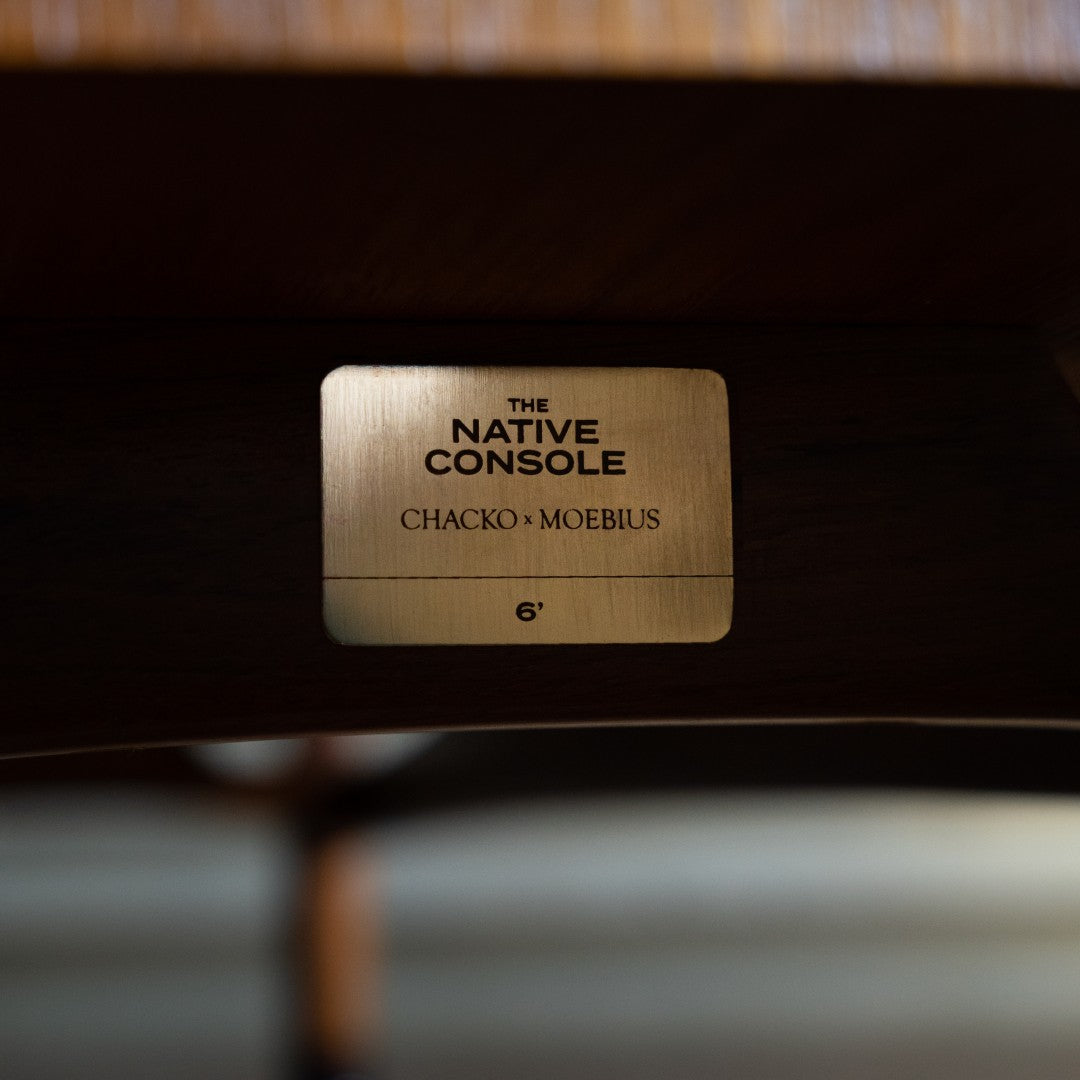 THE
NATIVE
CONSOLE
CHACKO x MOEBIUS
6’